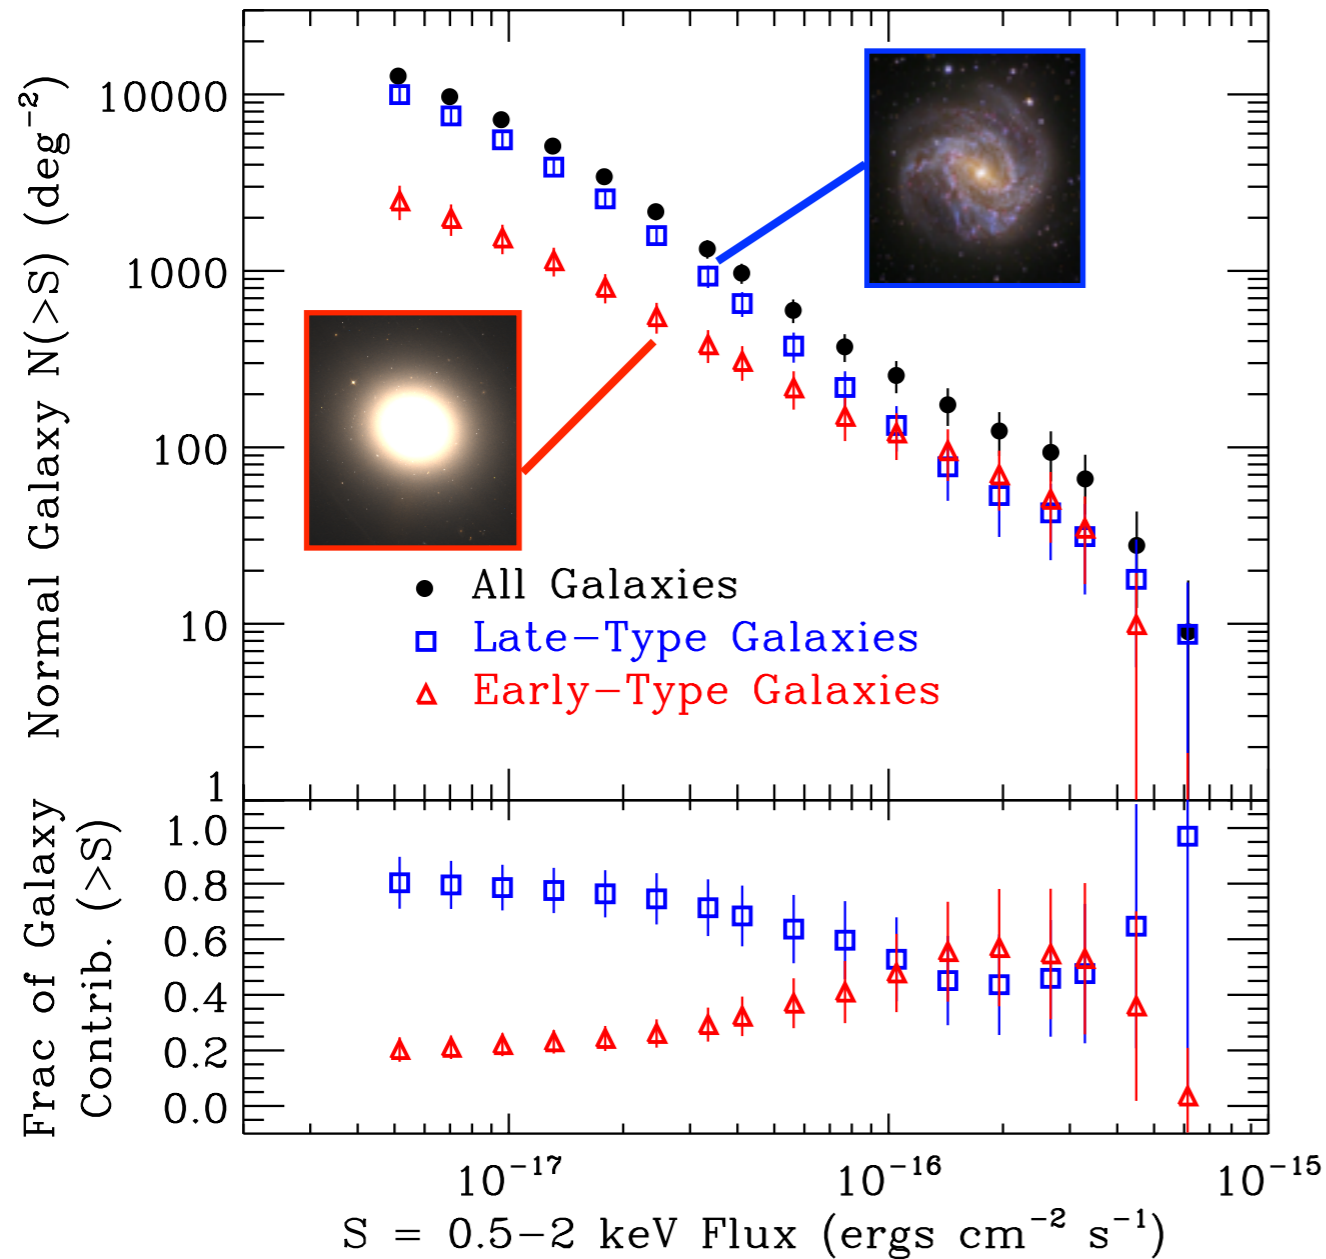 Normal Galaxy N(>S) (deg⁻²)
10000
1000
100
10
1
All Galaxies
Late-Type Galaxies
Early-Type Galaxies
Frac of Galaxy
Contrib. (>S)
1.0
0.8
0.6
0.4
0.2
0.0
10⁻¹⁷ 10⁻¹⁶ 10⁻¹⁵
S = 0.5-2 keV Flux (ergs cm⁻² s⁻¹)